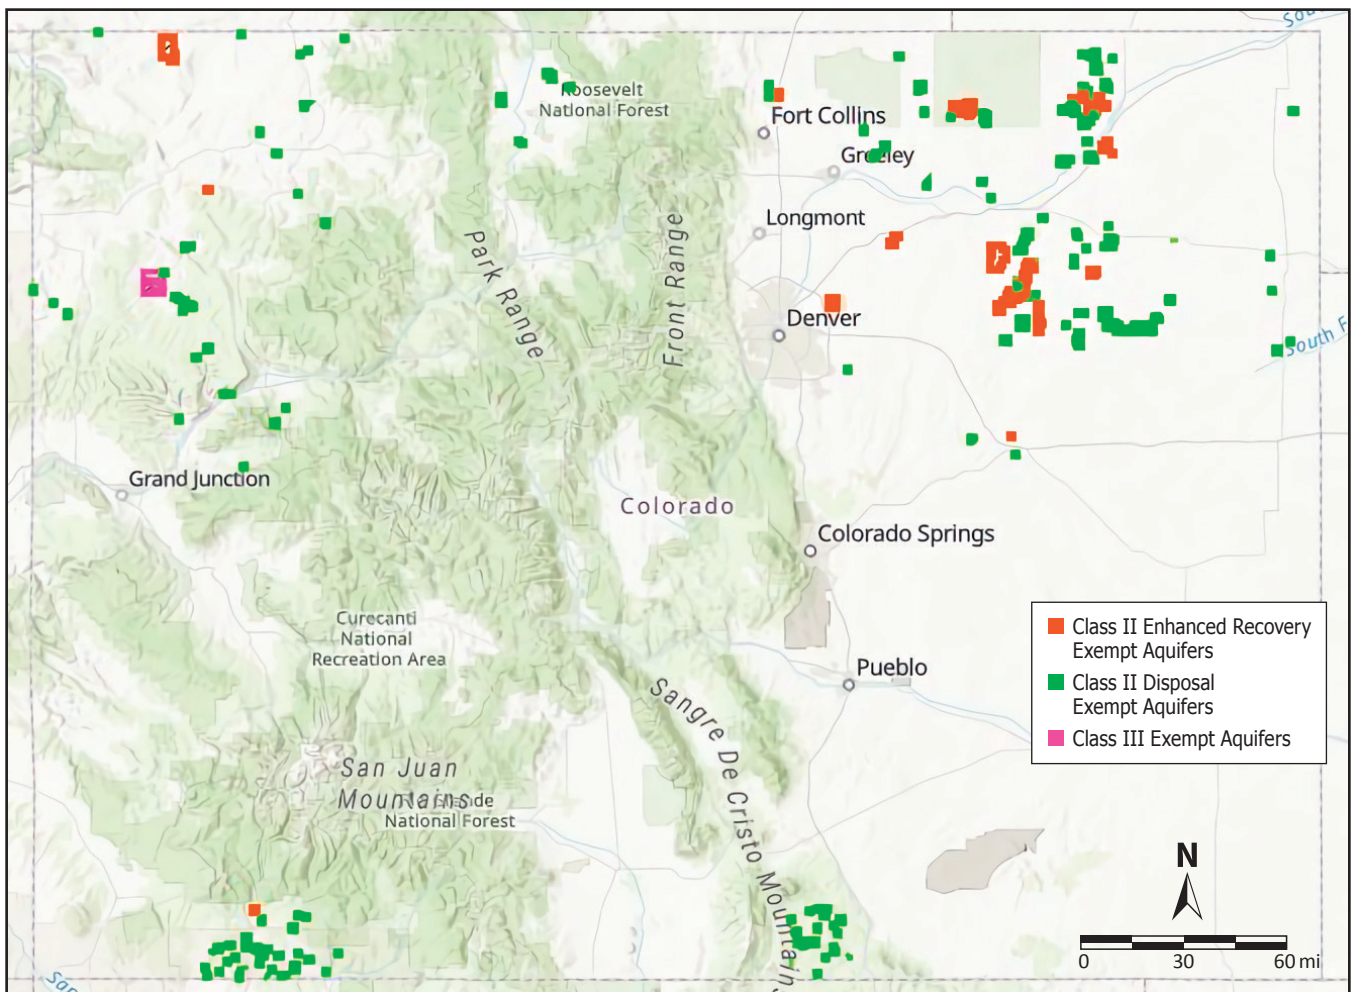 Sou
Roosevelt
National Forest
Fort Collins
Greeley
Longmont
Park Range
Front Range
Denver
South F
Grand Junction
Colorado
Colorado Springs
Curecanti
National
Recreation Area
Class II Enhanced Recovery
Exempt Aquifers
Class II Disposal
Exempt Aquifers
Class III Exempt Aquifers
Pueblo
Sangre De Cristo Mountains
San Juan
Mountains
National Forest
N
0 30 60 mi
San